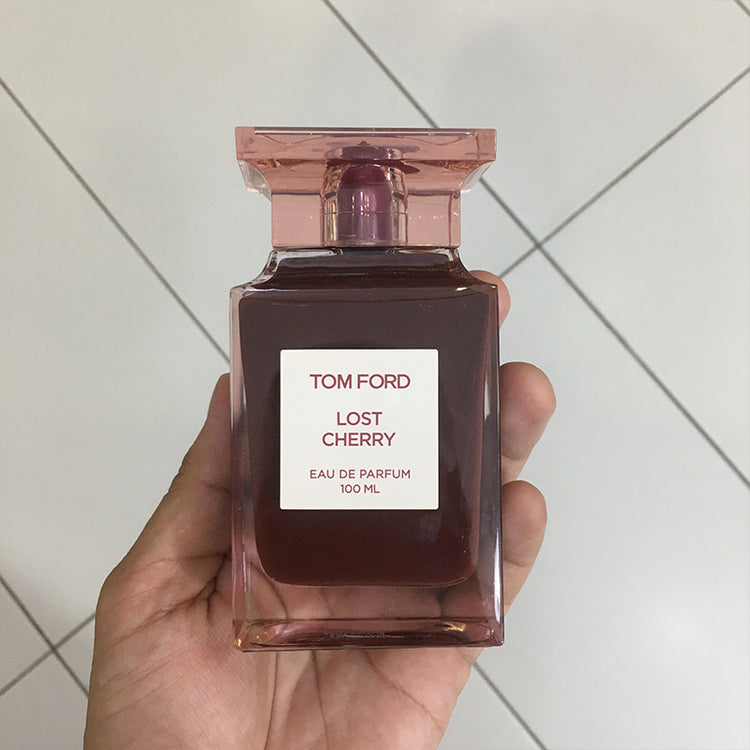 TOM FORD
LOST
CHERRY
EAU DE PARFUM
100 ML